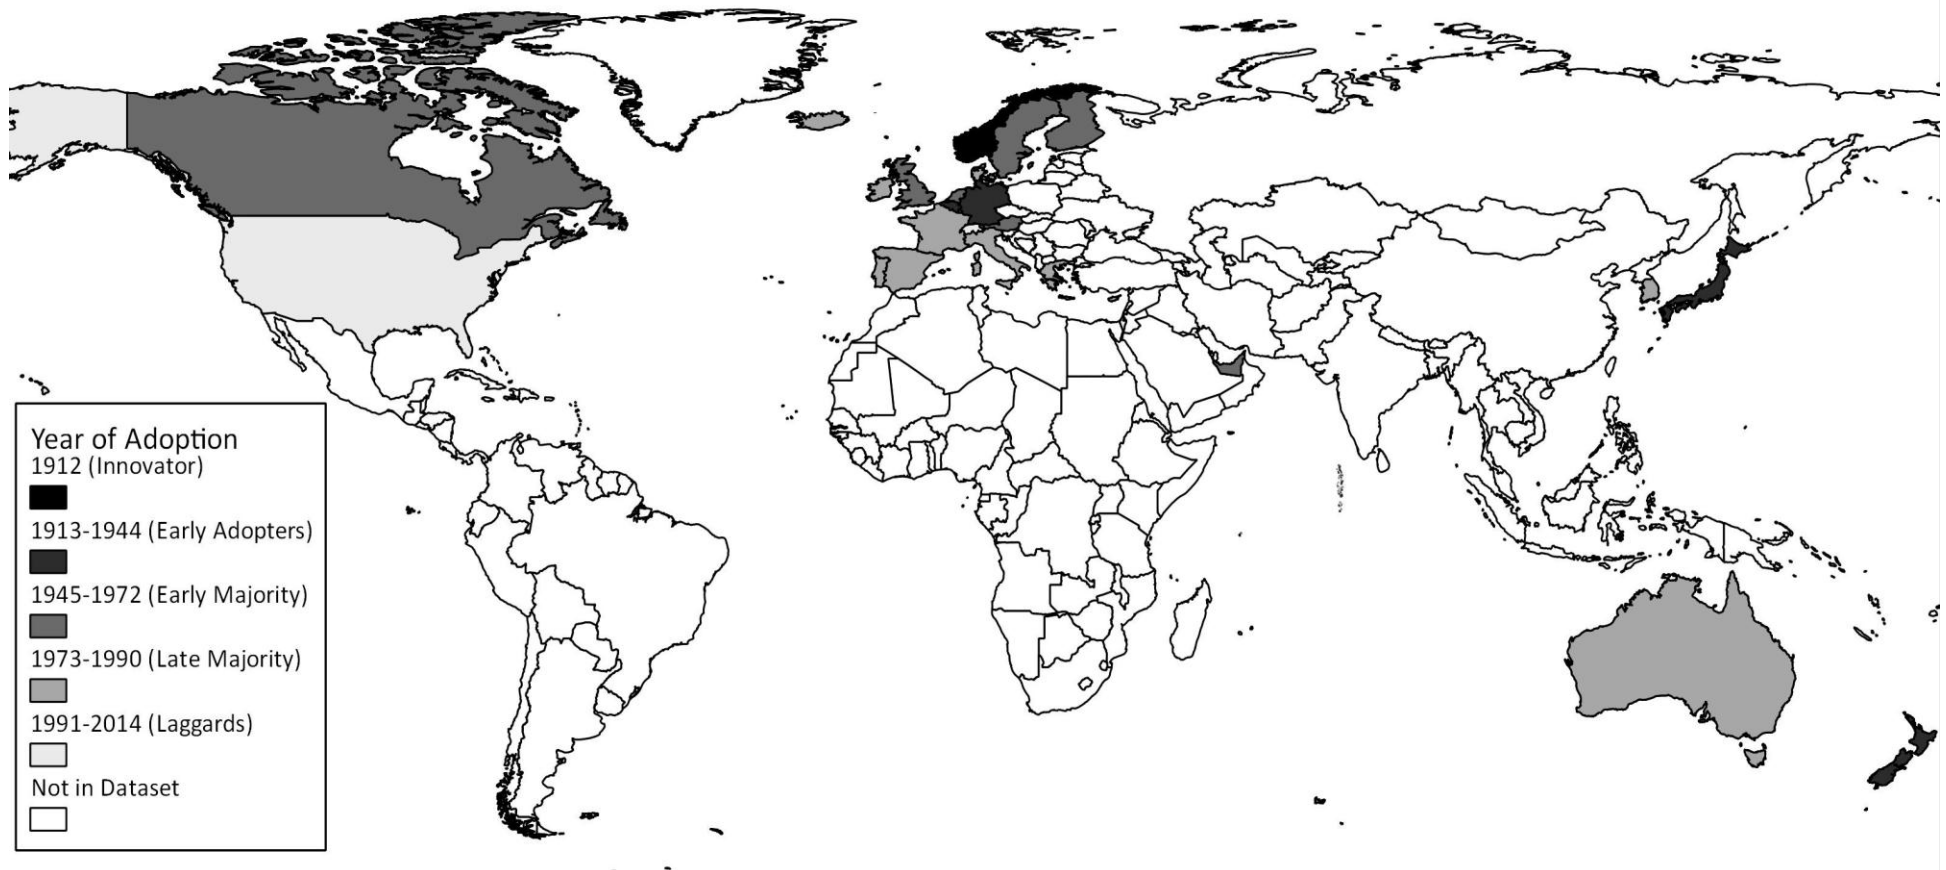 Year of Adoption
1912 (Innovator)
1913-1944 (Early Adopters)
1945-1972 (Early Majority)
1973-1990 (Late Majority)
1991-2014 (Laggards)
Not in Dataset